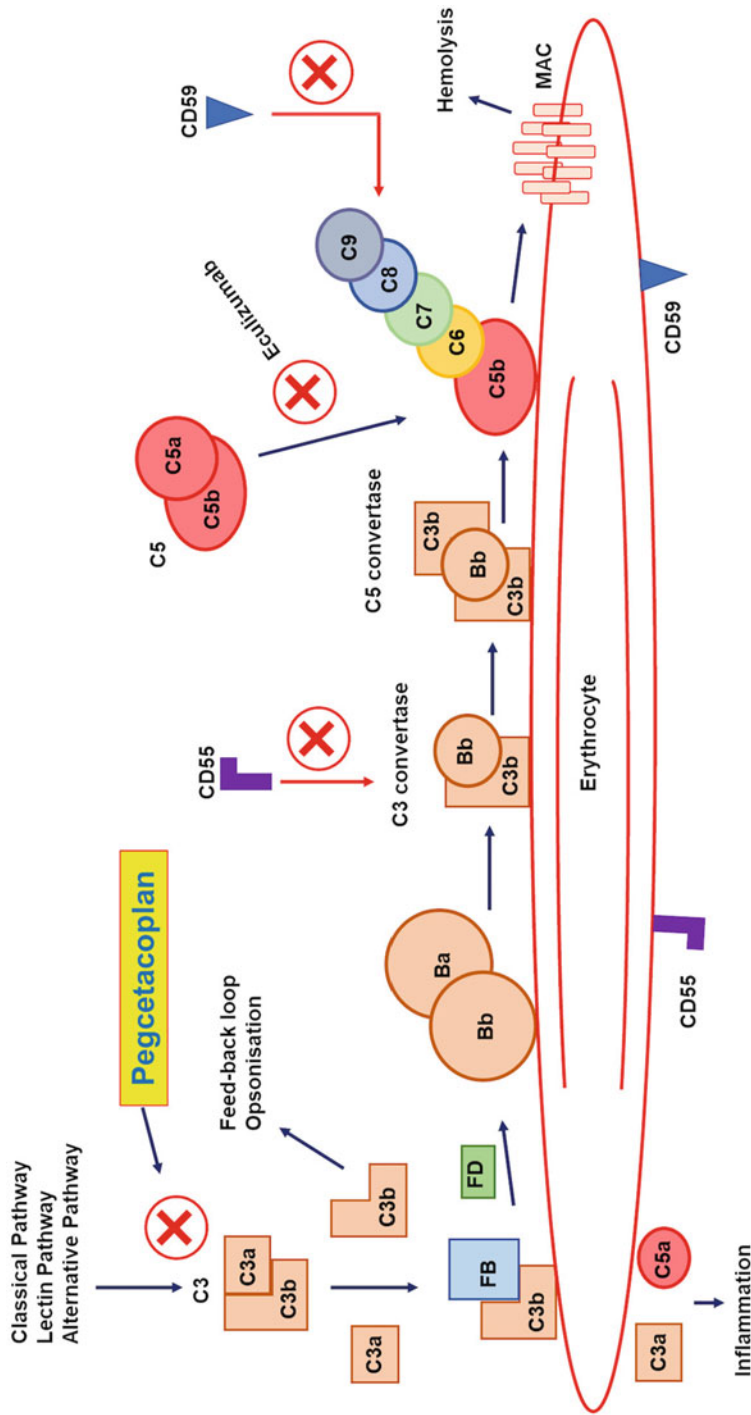 Classical Pathway
Lectin Pathway
Alternative Pathway
Pegcetacoplan
C3
C3a
C3b
C3a
C3b
Feed-back loop
Opsonisation
FB
C3b
FD
Ba
Bb
CD55
C3 convertase
Bb
C3b
C5
C5a
C5b
C5 convertase
C3b
Bb
C3b
Eculizumab
CD59
C9
C8
C7
C6
C5b
Hemolysis
MAC
Erythrocyte
C3a
C5a
Inflammation
CD55
CD59